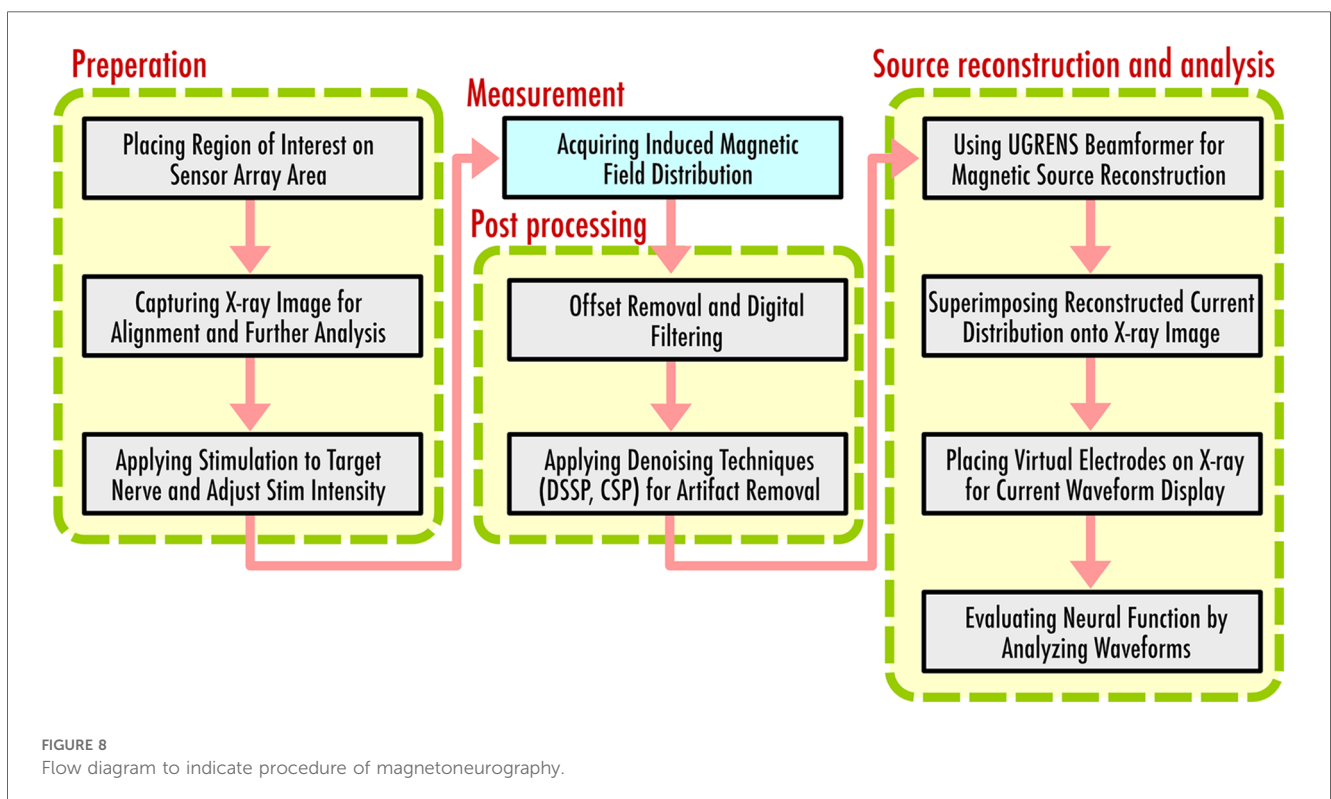 Preperation
Placing Region of Interest on
Sensor Array Area
Capturing X-ray Image for
Alignment and Further Analysis
Applying Stimulation to Target
Nerve and Adjust Stim Intensity
Measurement
Acquiring Induced Magnetic
Field Distribution
Post processing
Offset Removal and Digital
Filtering
Applying Denoising Techniques
(DSSP, CSP) for Artifact Removal
Source reconstruction and analysis
Using UGRENS Beamformer for
Magnetic Source Reconstruction
Superimposing Reconstructed Current
Distribution onto X-ray Image
Placing Virtual Electrodes on X-ray
for Current Waveform Display
Evaluating Neural Function by
Analyzing Waveforms
FIGURE 8
Flow diagram to indicate procedure of magnetoneurography.